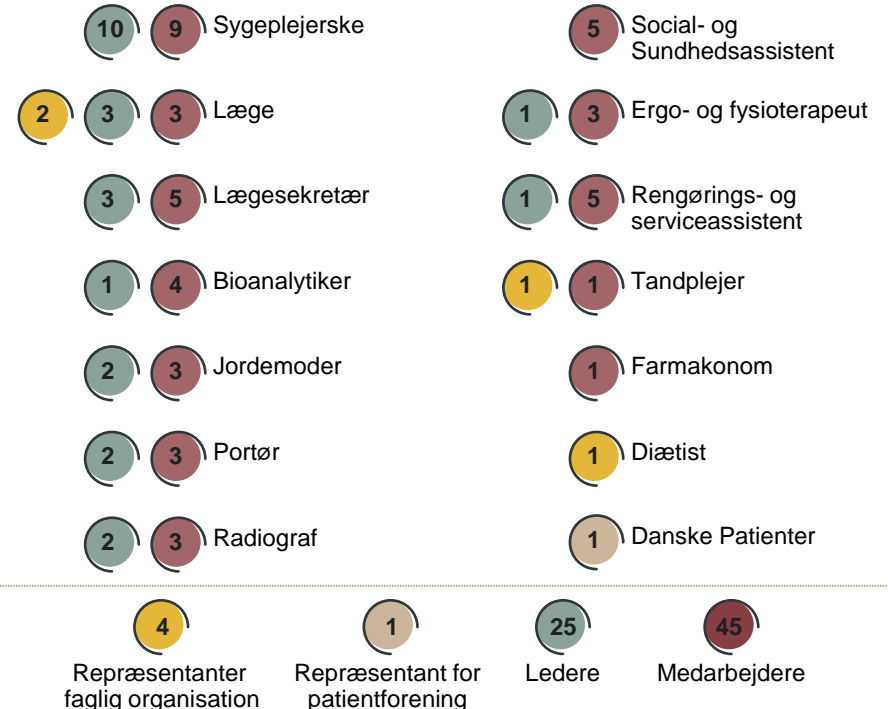 10 9 Sygeplejerske
2 3 3 Læge
3 5 Lægesekretær
1 4 Bioanalytiker
2 3 Jordemoder
2 3 Portør
2 3 Radiograf
5 Social- og
Sundhedsassistent
1 3 Ergo- og fysioterapeut
1 5 Rengørings- og
serviceassistent
1 1 Tandplejer
1 Farmakonom
1 Diætist
1 Danske Patienter
4
Repræsentanter
faglig organisation
1
Repræsentant for
patientforening
25
Ledere
45
Medarbejdere